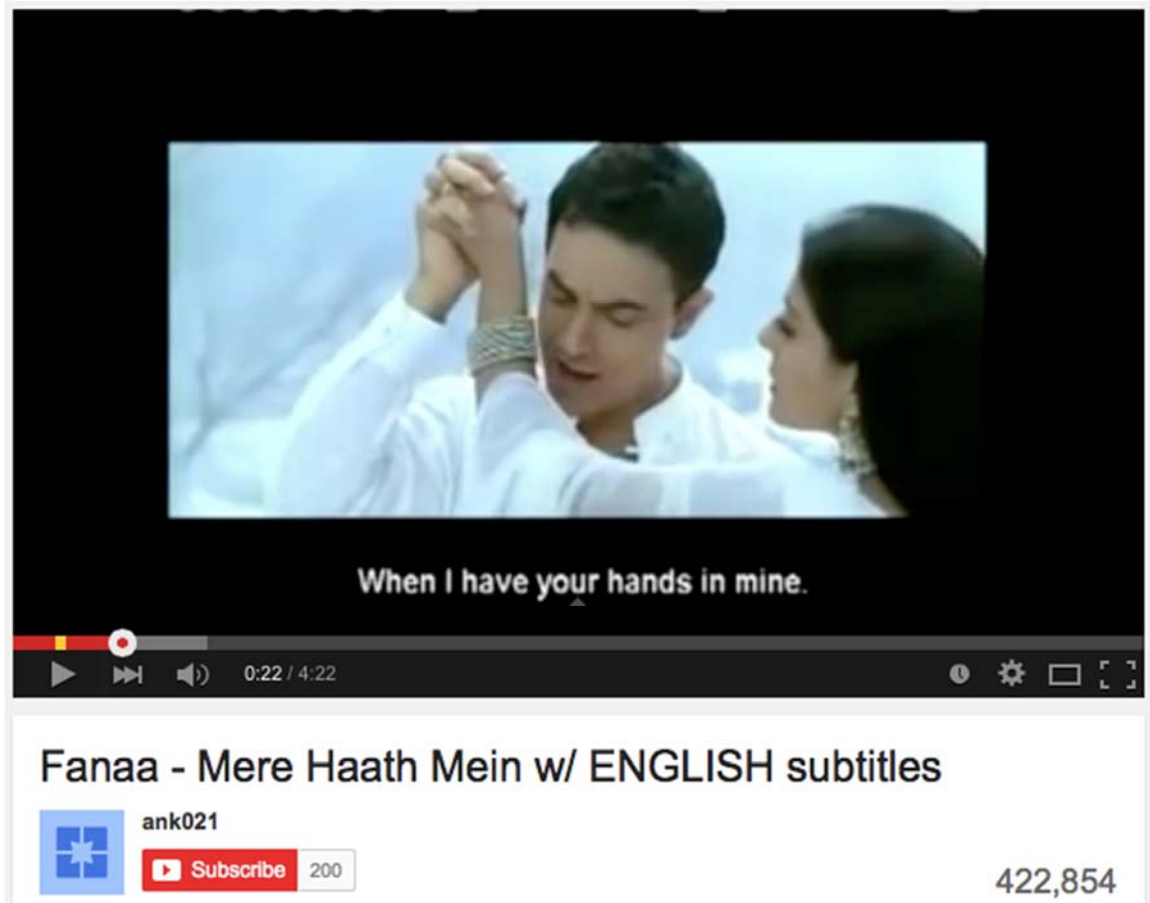 When I have your hands in mine.
0:22 / 4:22
Fanaa - Mere Haath Mein w/ ENGLISH subtitles
ank021
Subscribe 200
422,854